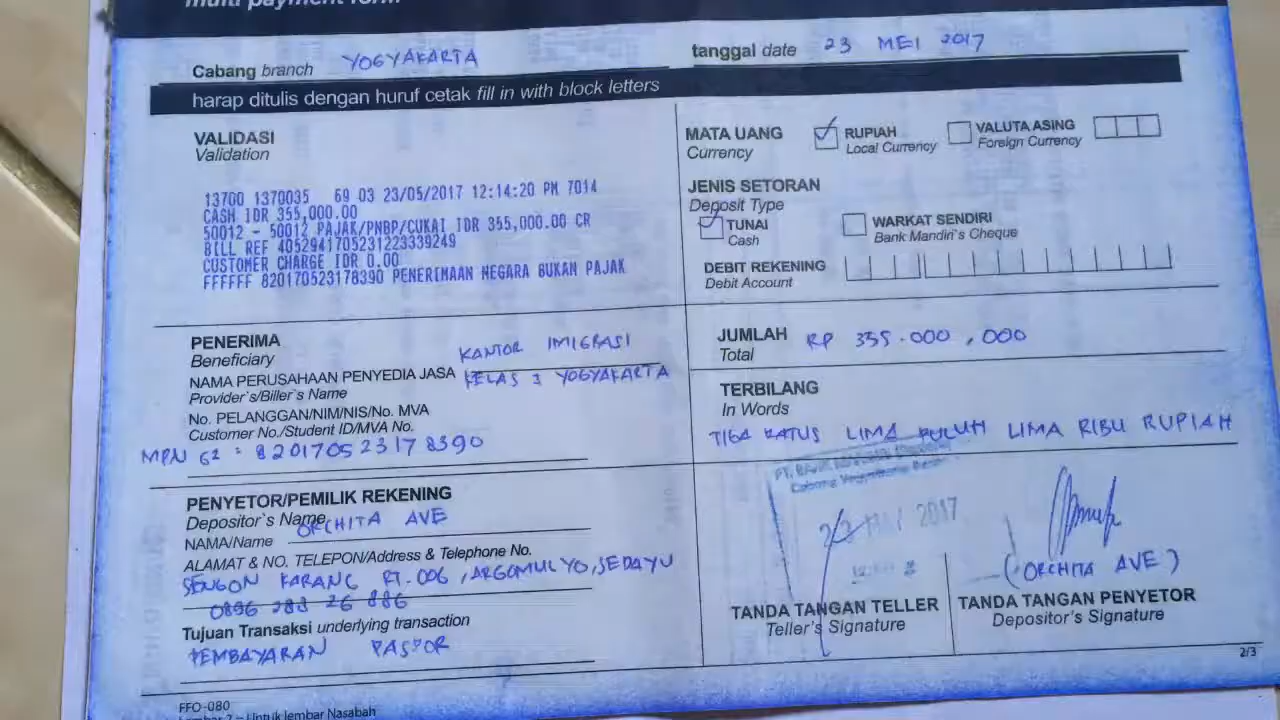 multi payment form
Cabang branch YOGYAKARTA
tanggal date 23 MEI 2017
harap ditulis dengan huruf cetak fill in with block letters
VALIDASI
Validation
13700 1370035 69 03 23/05/2017 12:14:20 PM 7014
CASH IDR 355,000.00
50012 - 50012 PAJAK/PNBP/CUKAI IDR 355,000.00 CR
BILL REF 4052941705231223339249
CUSTOMER CHARGE IDR 0.00
FFFFFF 820170523178390 PENERIMAAN NEGARA BUKAN PAJAK
MATA UANG
Currency
RUPIAH
Local Currency
VALUTA ASING
Foreign Currency
JENIS SETORAN
Deposit Type
TUNAI
Cash
WARKAT SENDIRI
Bank Mandiri's Cheque
DEBIT REKENING
Debit Account
PENERIMA
Beneficiary
KANTOR IMIGRASI
NAMA PERUSAHAAN PENYEDIA JASA KELAS I YOGYAKARTA
Provider's/Biller's Name
No. PELANGGAN/NIM/NIS/No. MVA
Customer No./Student ID/MVA No.
MPN G2 : 820170523178390
JUMLAH RP 355.000,000
Total
TERBILANG
In Words
TIGA RATUS LIMA PULUH LIMA RIBU RUPIAH
PENYETOR/PEMILIK REKENING
Depositor's Name
NAMA/Name ORCHITA AVE
ALAMAT & NO. TELEPON/Address & Telephone No.
SENGON KARANG RT.006, ARGOMULYO, SEDAYU
0896 283 26 886
Tujuan Transaksi underlying transaction
PEMBAYARAN PASPOR
23 MAY 2017
(ORCHITA AVE)
TANDA TANGAN TELLER
Teller's Signature
TANDA TANGAN PENYETOR
Depositor's Signature
2/3
FFO-080
Lembar 2 = Untuk lembar Nasabah